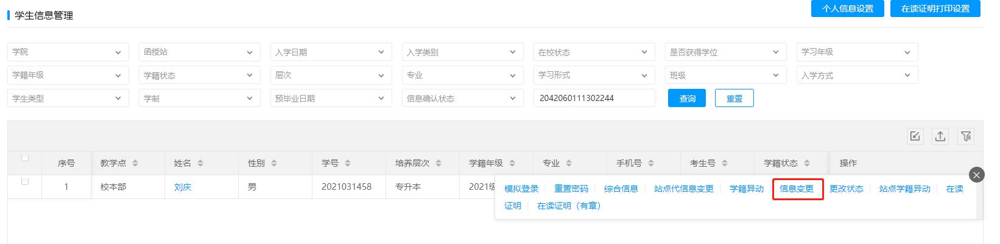 学生信息管理
个人信息设置 在读证明打印设置
学院 函授站 入学日期 入学类别 在校状态 是否获得学位 学习年级
学籍年级 学籍状态 层次 专业 学习形式 班级 入学方式
学生类型 学制 预毕业日期 信息确认状态 2042060111302244 查询 重置
序号 教学点 姓名 性别 学号 培养层次 学籍年级 专业 手机号 考生号 学籍状态 操作
1 校本部 刘庆 男 2021031458 专升本 2021级
模拟登录 重置密码 综合信息 站点代信息变更 学籍异动 信息变更 更改状态 站点学籍异动 在读
证明 在读证明（有章）